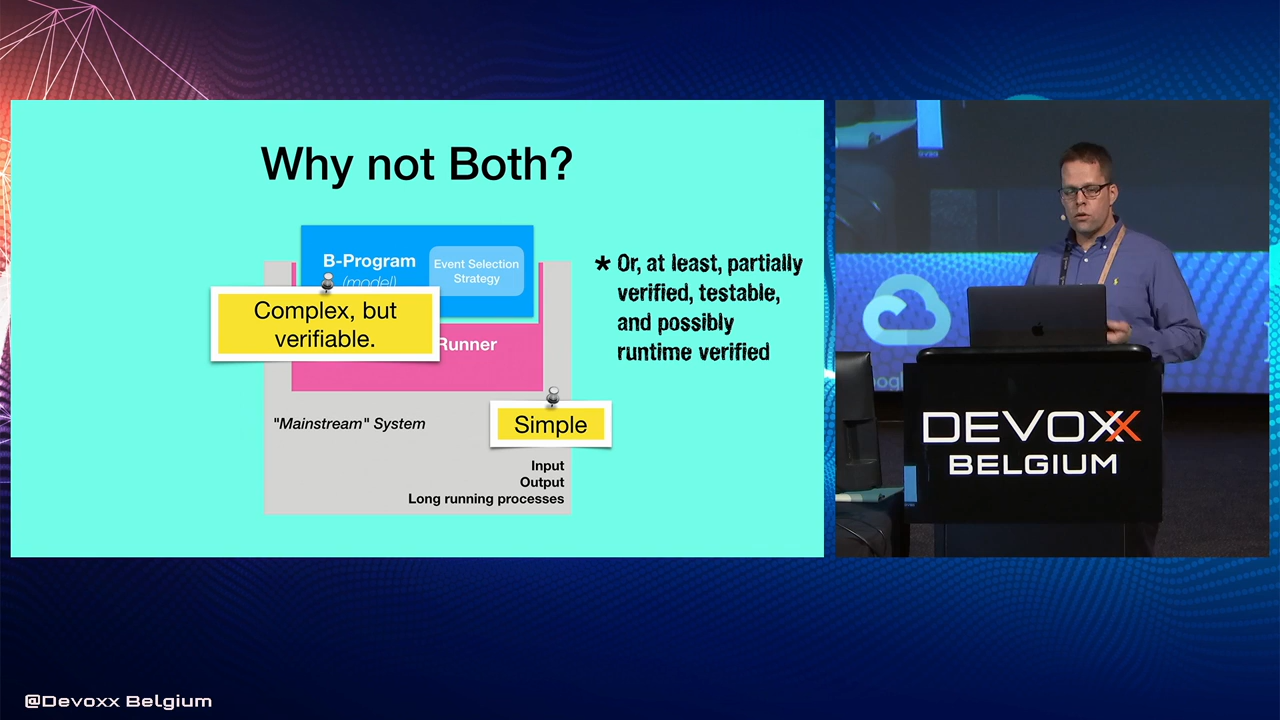 Why not Both?
B-Program
(model)
Event Selection
Strategy
Complex, but
verifiable.
Runner
* Or, at least, partially
verified, testable,
and possibly
runtime verified
"Mainstream" System
Simple
Input
Output
Long running processes
DEVOXX
BELGIUM
@Devoxx Belgium